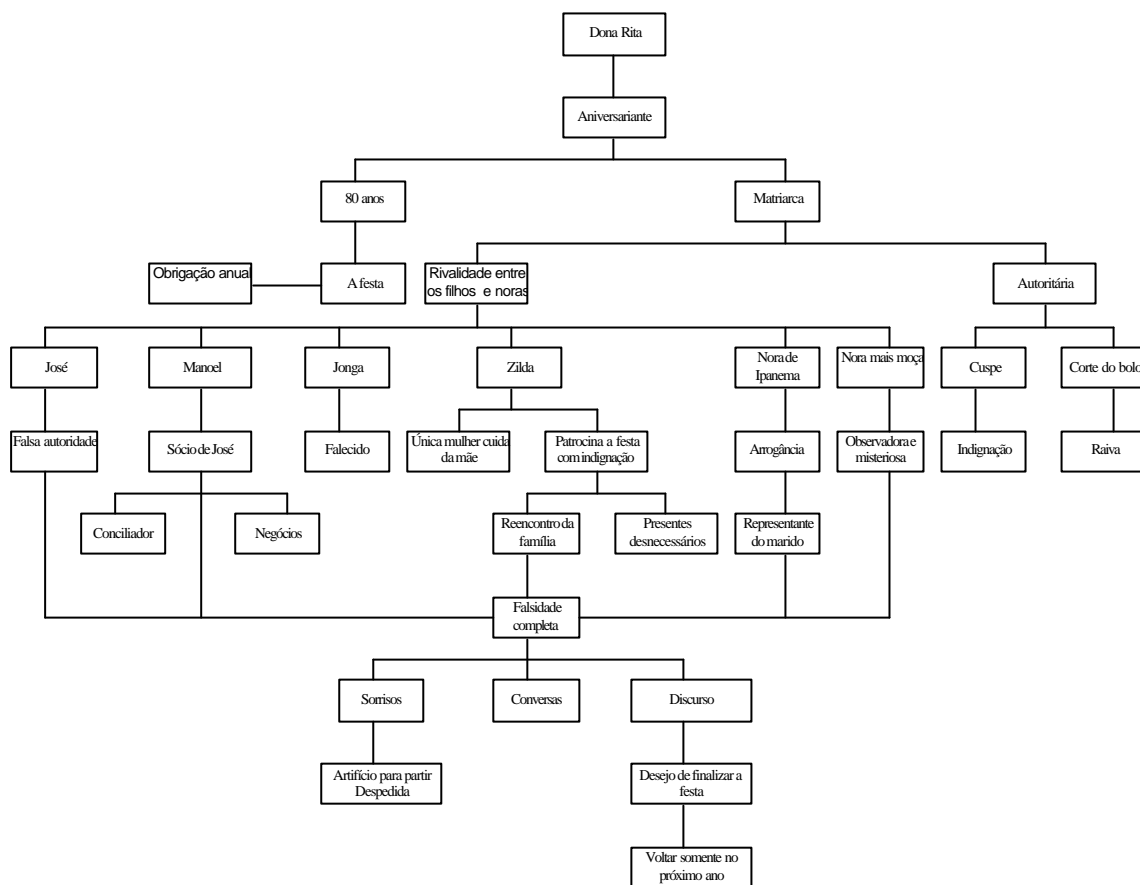 Dona Rita
Aniversariante
80 anos
Matriarca
Obrigação anual
A festa
Rivalidade entre
os filhos e noras
Autoritária
José
Manoel
Jonga
Zilda
Nora de
Ipanema
Nora mais moça
Cuspe
Corte do bolo
Falsa autoridade
Sócio de José
Falecido
Única mulher cuida
da mãe
Patrocina a festa
com indignação
Arrogância
Observadora e
misteriosa
Indignação
Raiva
Conciliador
Negócios
Reencontro da
família
Presentes
desnecessários
Representante
do marido
Falsidade
completa
Sorrisos
Conversas
Discurso
Artifício para partir
Despedida
Desejo de finalizar a
festa
Voltar somente no
próximo ano